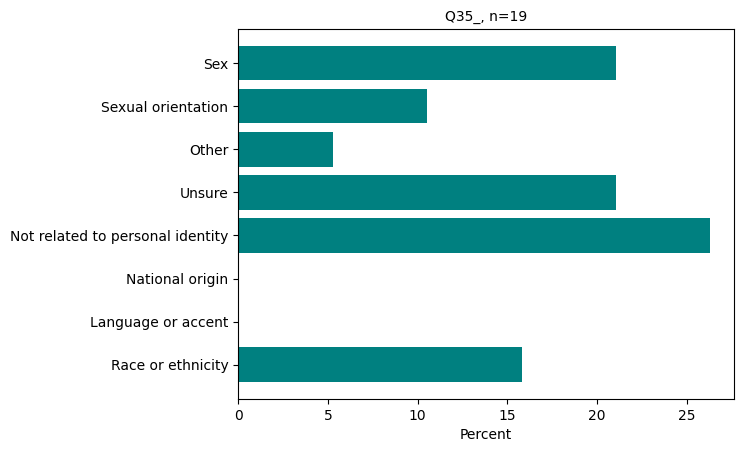 Q35_, n=19
Sex
Sexual orientation
Other
Unsure
Not related to personal identity
National origin
Language or accent
Race or ethnicity
0 5 10 15 20 25
Percent